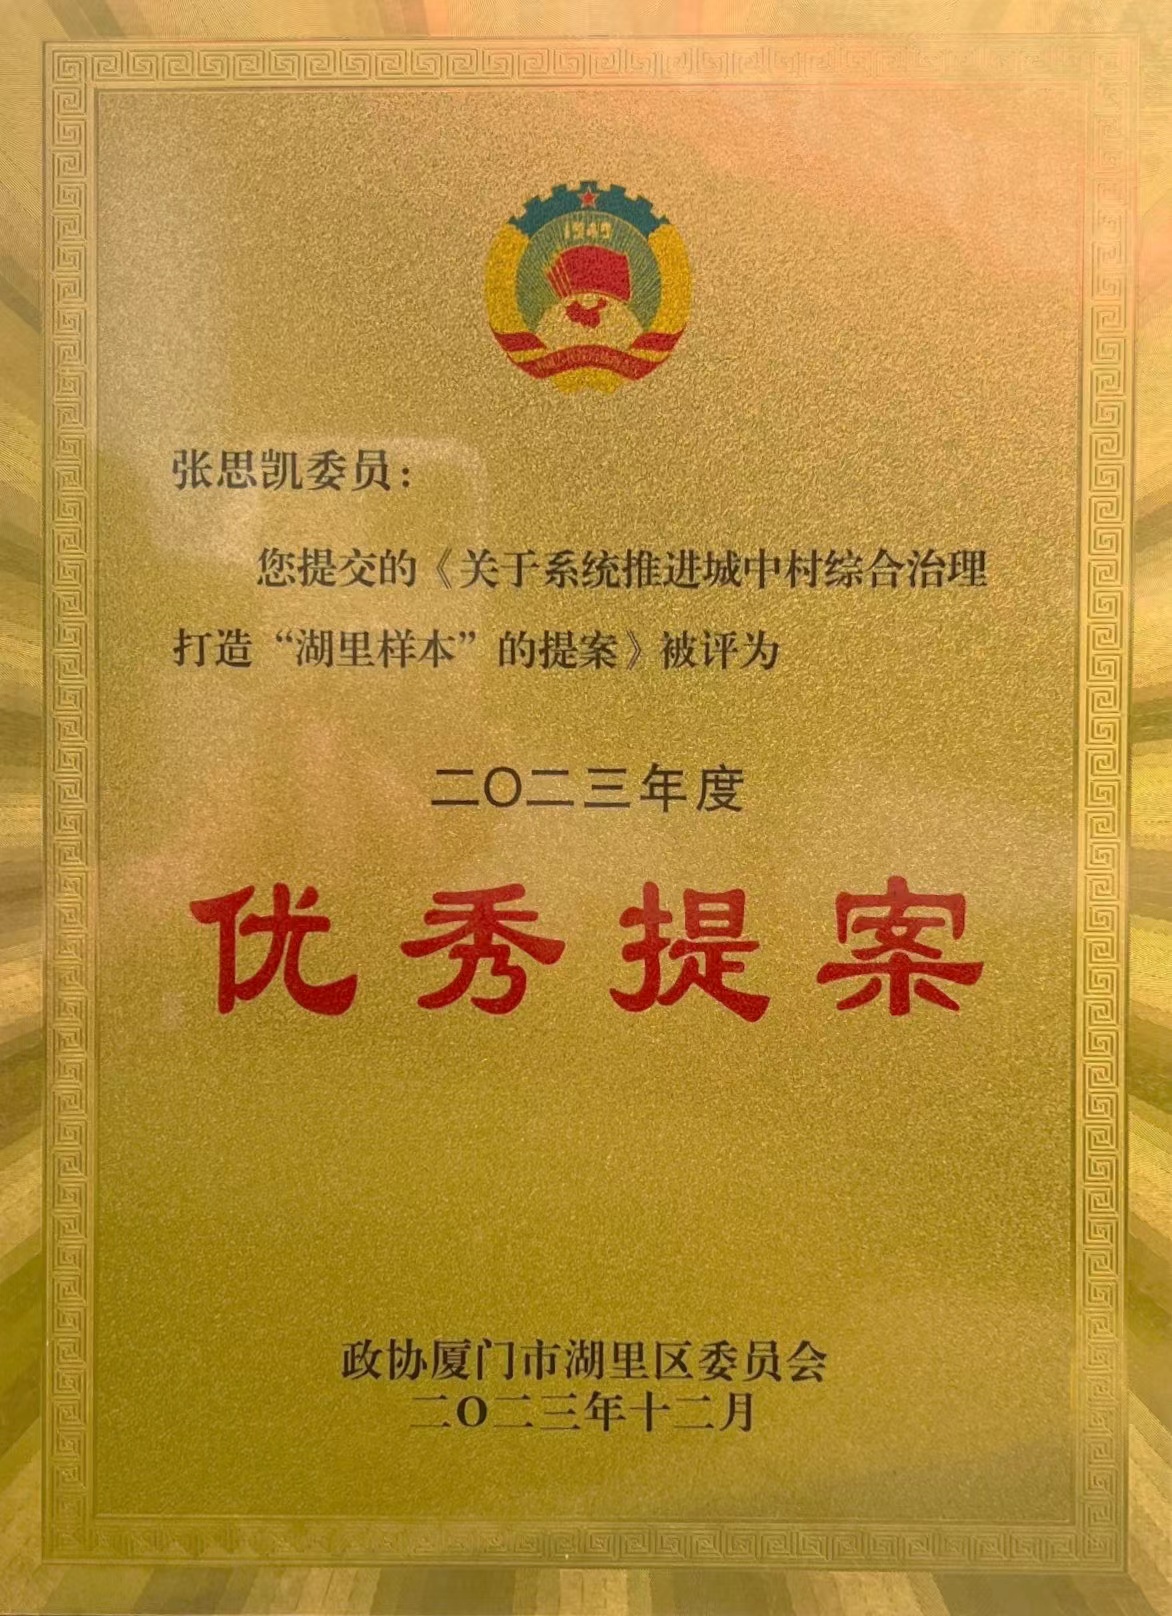 1949
张思凯委员：
您提交的《关于系统推进城中村综合治理
打造“湖里样本”的提案》被评为
二〇二三年度
优秀提案
政协厦门市湖里区委员会
二〇二三年十二月